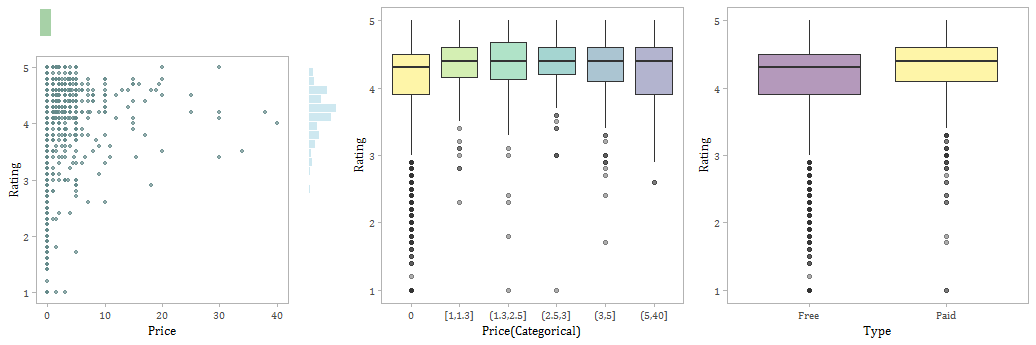 5
4
3
2
1
Rating
0 10 20 30 40
Price
5
4
3
2
1
Rating
0 [1,1.3] (1.3,2.5] (2.5,3] (3,5] (5,40]
Price(Categorical)
5
4
3
2
1
Rating
Free Paid
Type